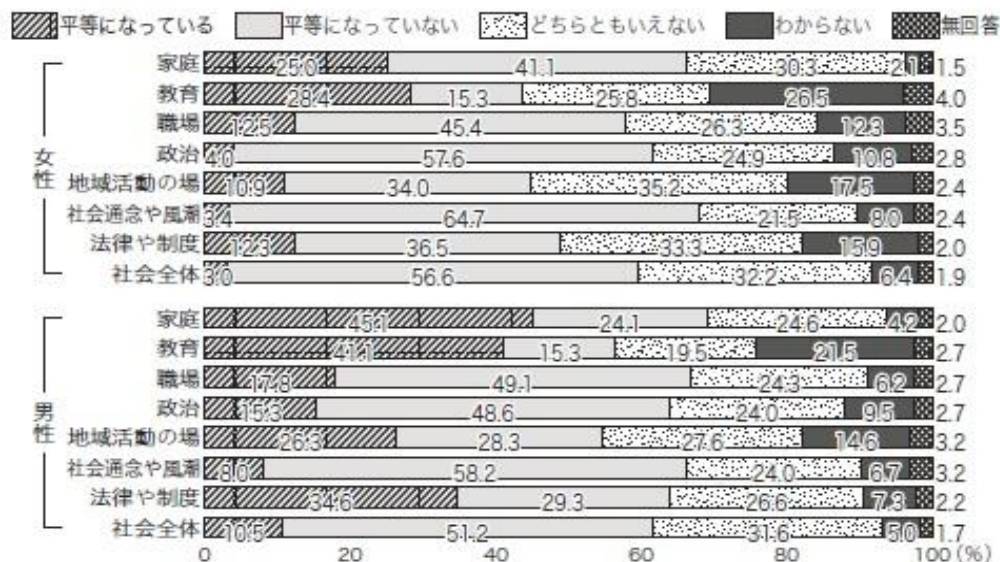 平等になっている 平等になっていない どちらともいえない わからない 無回答
女性
家庭 25.0 41.1 30.3 2.1 1.5
教育 28.4 15.3 25.8 26.5 4.0
職場 12.5 45.4 26.3 12.3 3.5
政治 4.0 57.6 24.9 10.8 2.8
地域活動の場 10.9 34.0 35.2 17.5 2.4
社会通念や風潮 3.4 64.7 21.5 8.0 2.4
法律や制度 12.3 36.5 33.3 15.9 2.0
社会全体 3.0 56.6 32.2 6.4 1.9
男性
家庭 45.1 24.1 24.6 4.2 2.0
教育 41.1 15.3 19.5 21.5 2.7
職場 17.8 49.1 24.3 6.2 2.7
政治 15.3 48.6 24.0 9.5 2.7
地域活動の場 26.3 28.3 27.6 14.6 3.2
社会通念や風潮 8.0 58.2 24.0 6.7 3.2
法律や制度 34.6 29.3 26.6 7.3 2.2
社会全体 10.5 51.2 31.6 5.0 1.7
0 20 40 60 80 100(%)